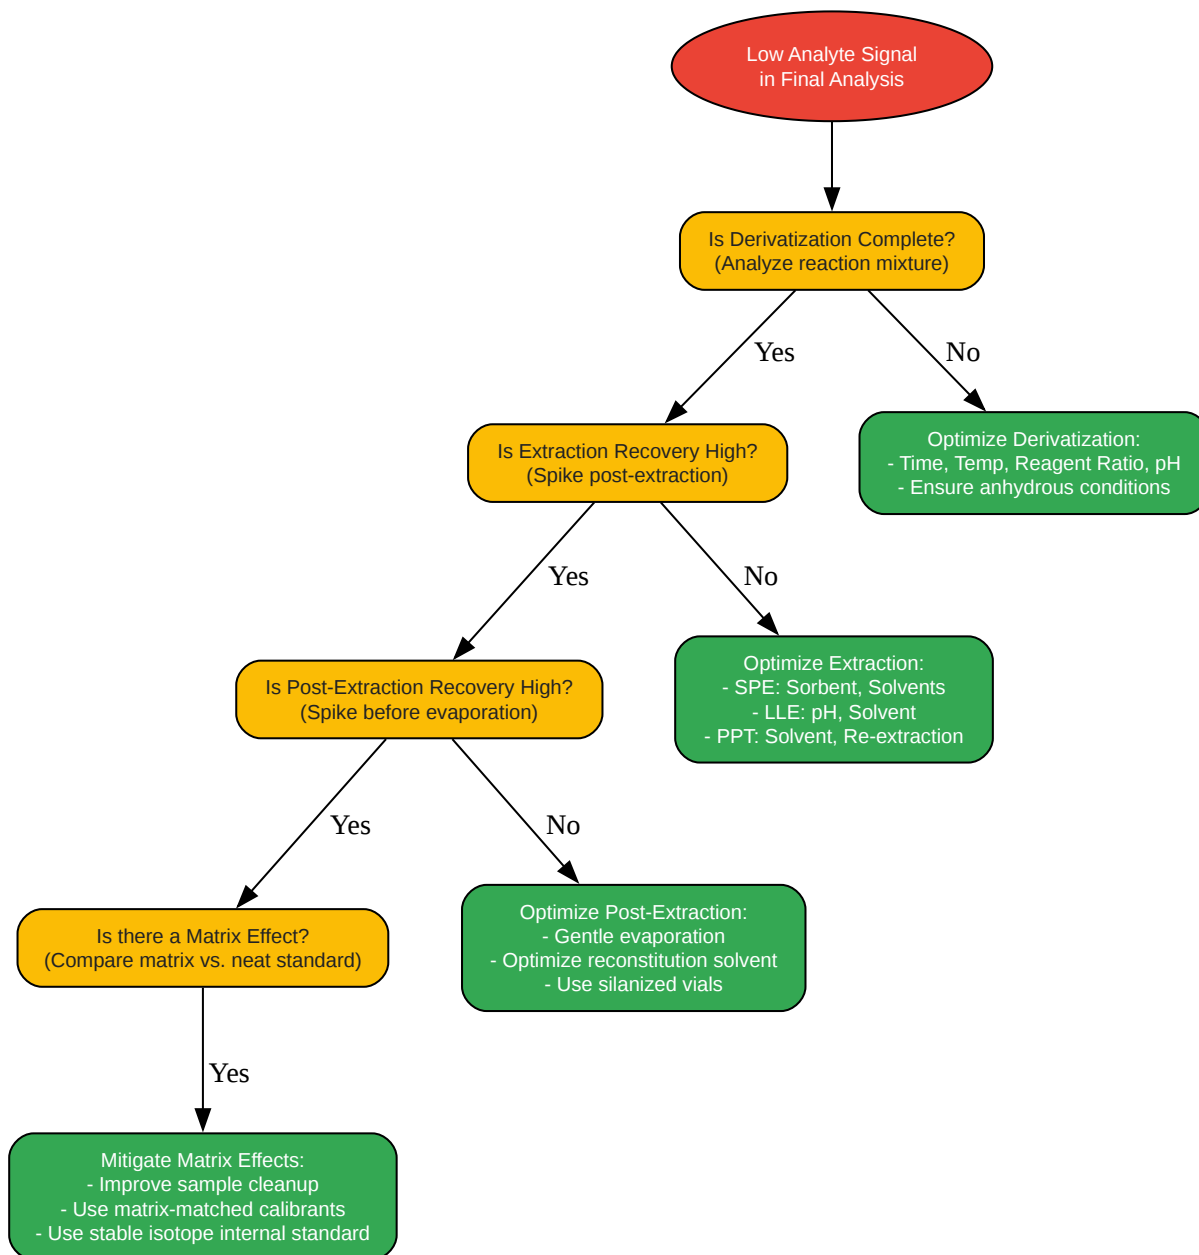 Low Analyte Signal
in Final Analysis
Is Derivatization Complete?
(Analyze reaction mixture)
Yes
No
Is Extraction Recovery High?
(Spike post-extraction)
Optimize Derivatization:
- Time, Temp, Reagent Ratio, pH
- Ensure anhydrous conditions
Yes
No
Is Post-Extraction Recovery High?
(Spike before evaporation)
Optimize Extraction:
- SPE: Sorbent, Solvents
- LLE: pH, Solvent
- PPT: Solvent, Re-extraction
Yes
No
Is there a Matrix Effect?
(Compare matrix vs. neat standard)
Optimize Post-Extraction:
- Gentle evaporation
- Optimize reconstitution solvent
- Use silanized vials
Yes
Mitigate Matrix Effects:
- Improve sample cleanup
- Use matrix-matched calibrants
- Use stable isotope internal standard